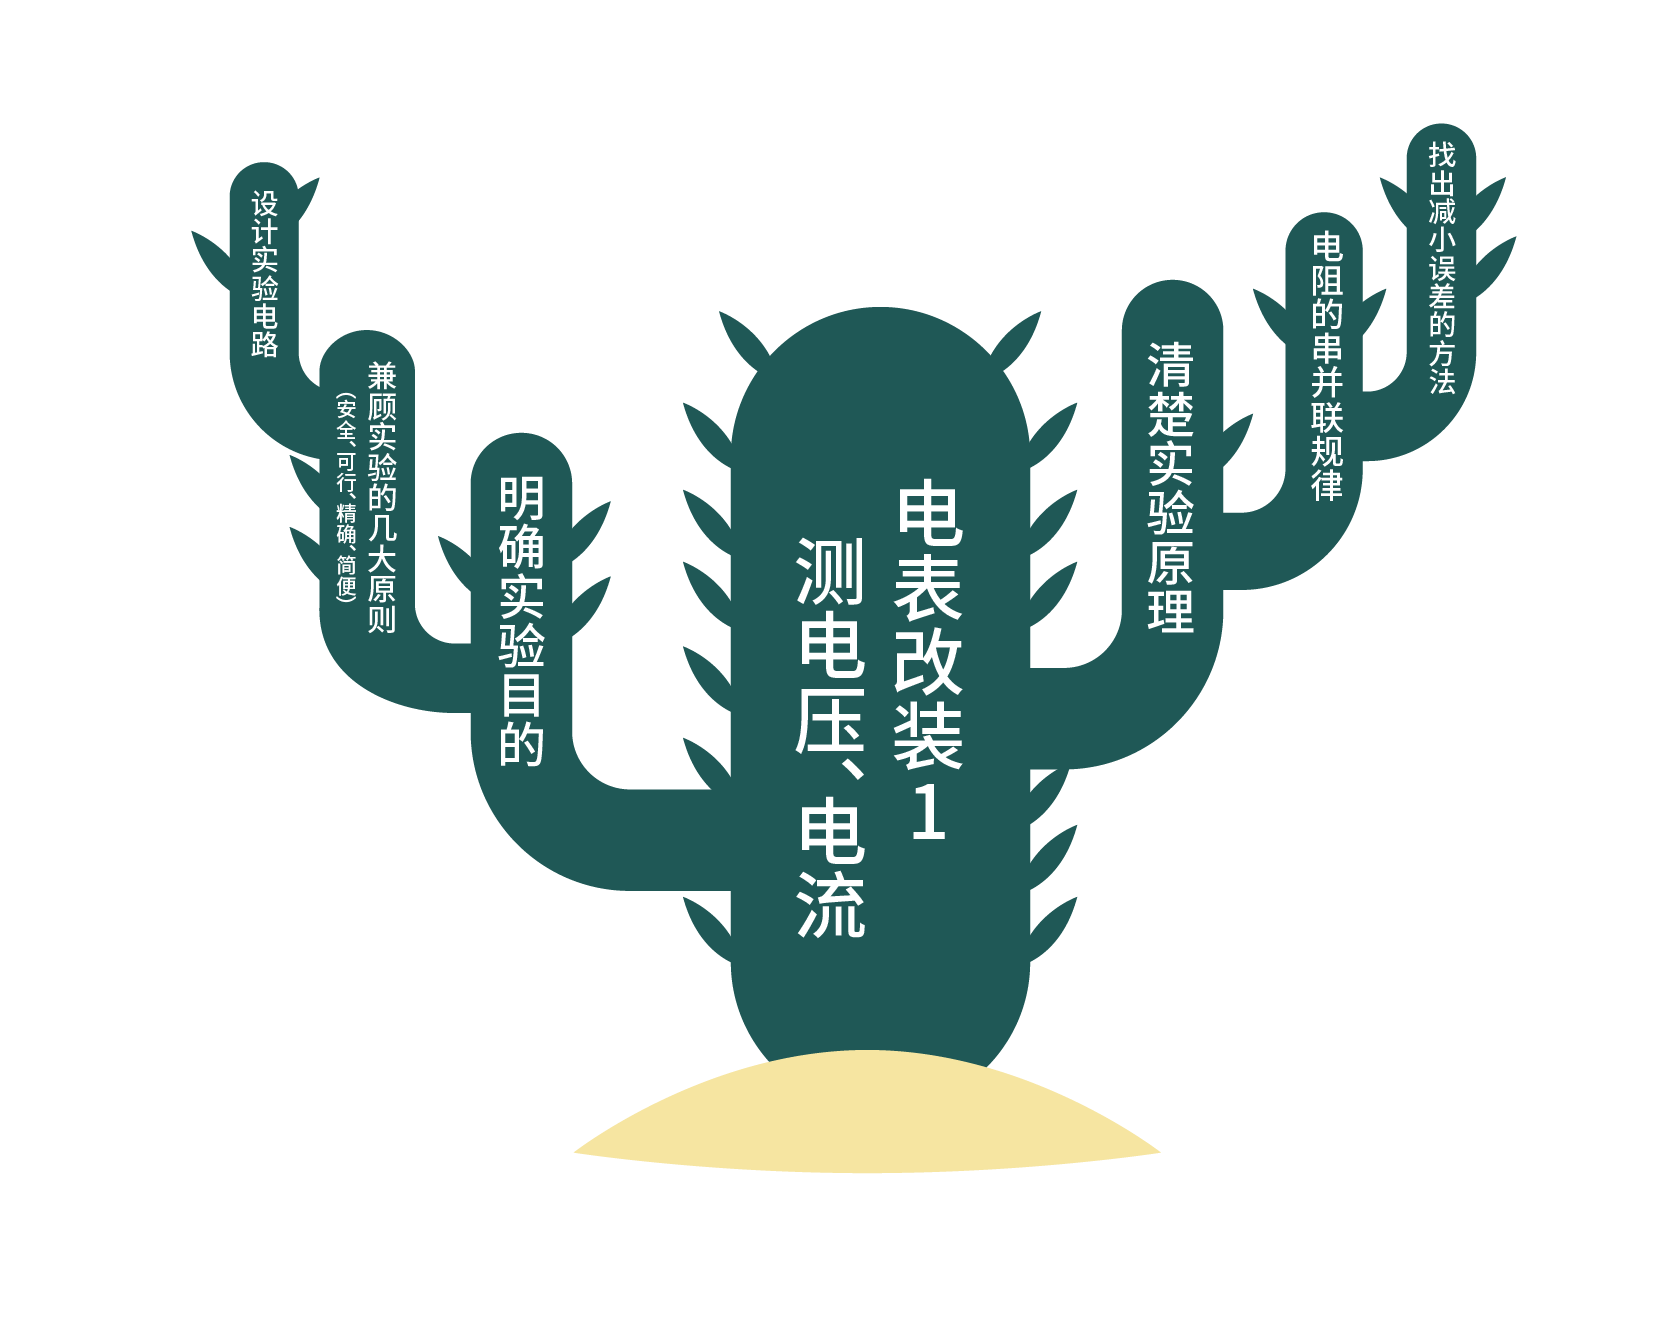 电表改装1
测电压、电流
明确实验目的
兼顾实验的几大原则
(安全、可行、精确、简便)
设计实验电路
清楚实验原理
电阻的串并联规律
找出减小误差的方法